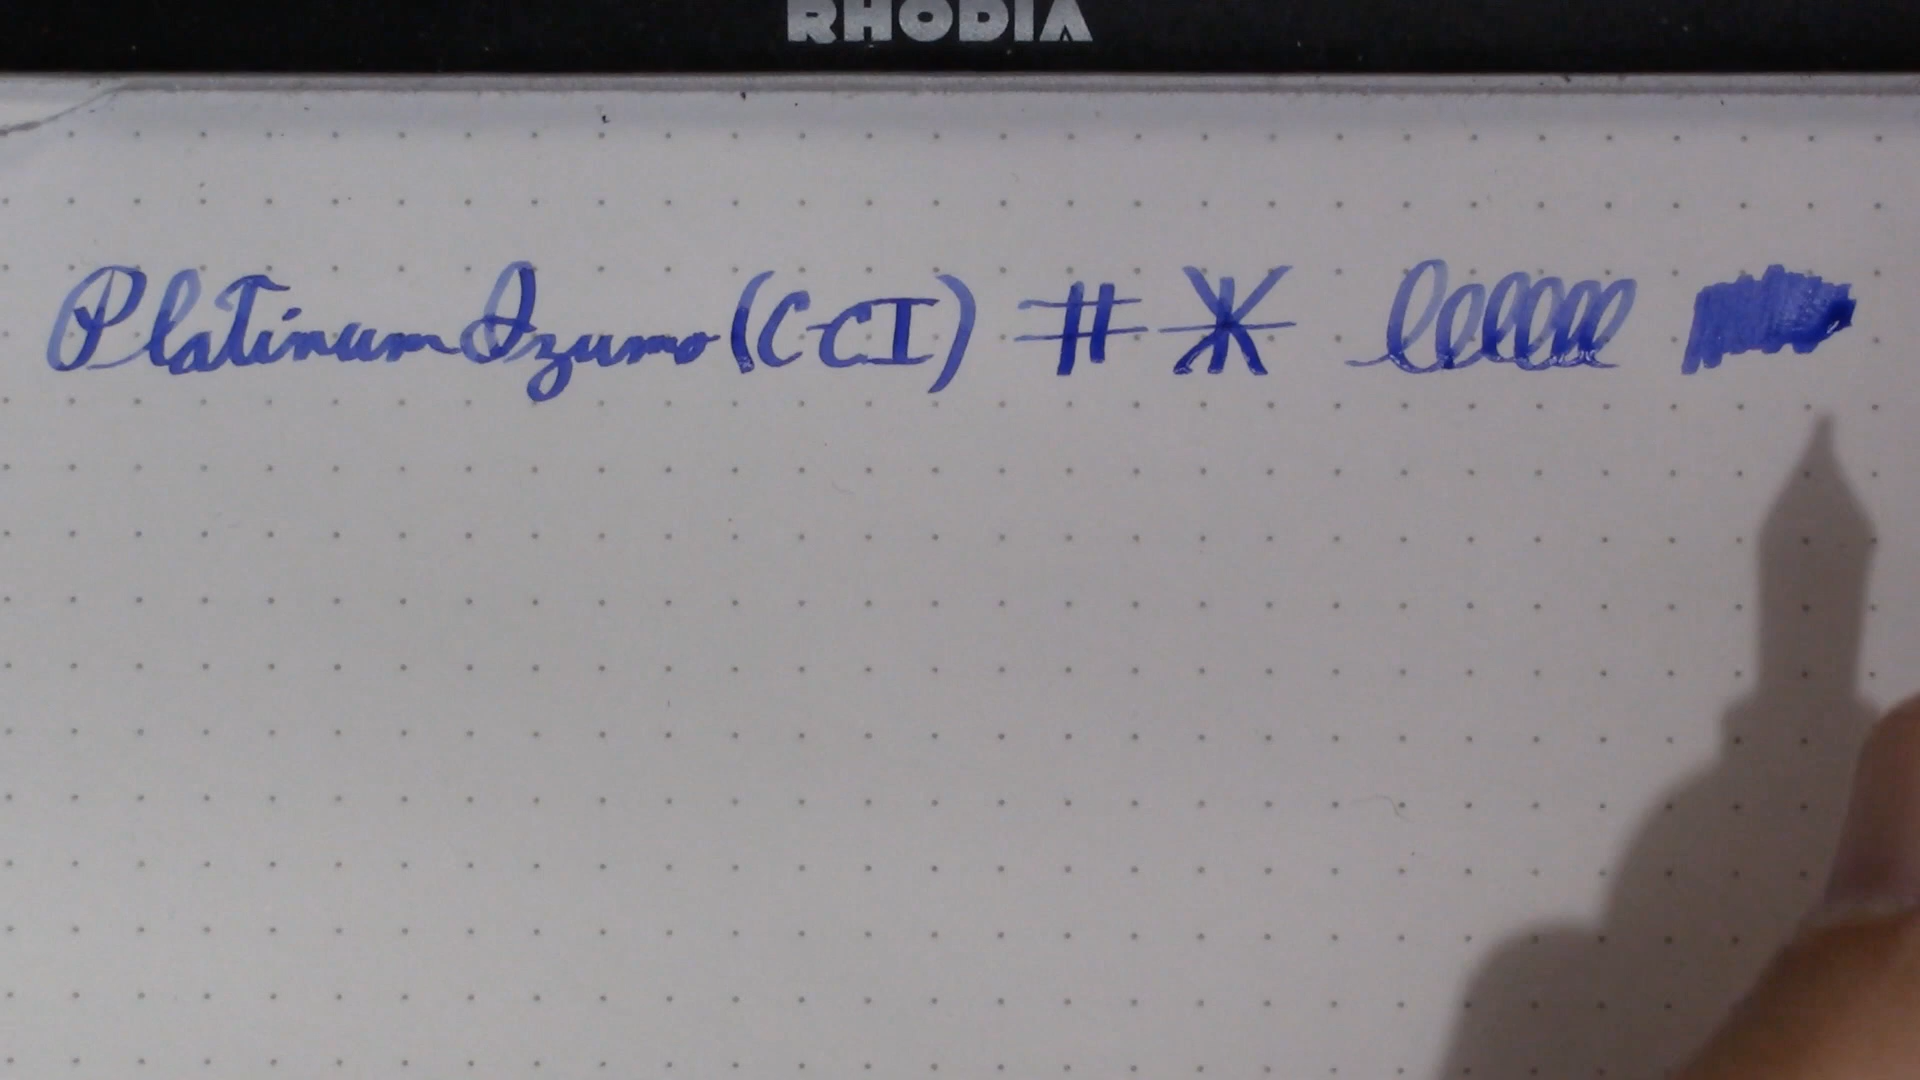 RHODIA
Platinum Izumo (CCI) # Ж